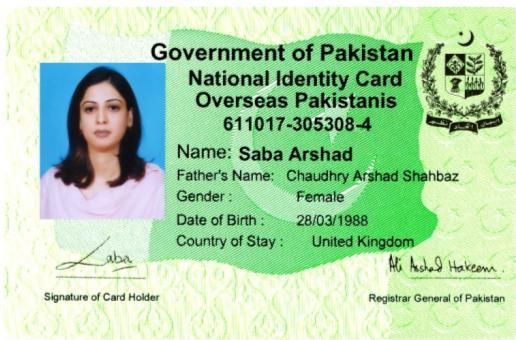 Government of Pakistan
National Identity Card
Overseas Pakistanis
611017-305308-4
Name: Saba Arshad
Father's Name: Chaudhry Arshad Shahbaz
Gender : Female
Date of Birth : 28/03/1988
Country of Stay : United Kingdom
Saba
Ali Arshad Hakeem.
Signature of Card Holder
Registrar General of Pakistan